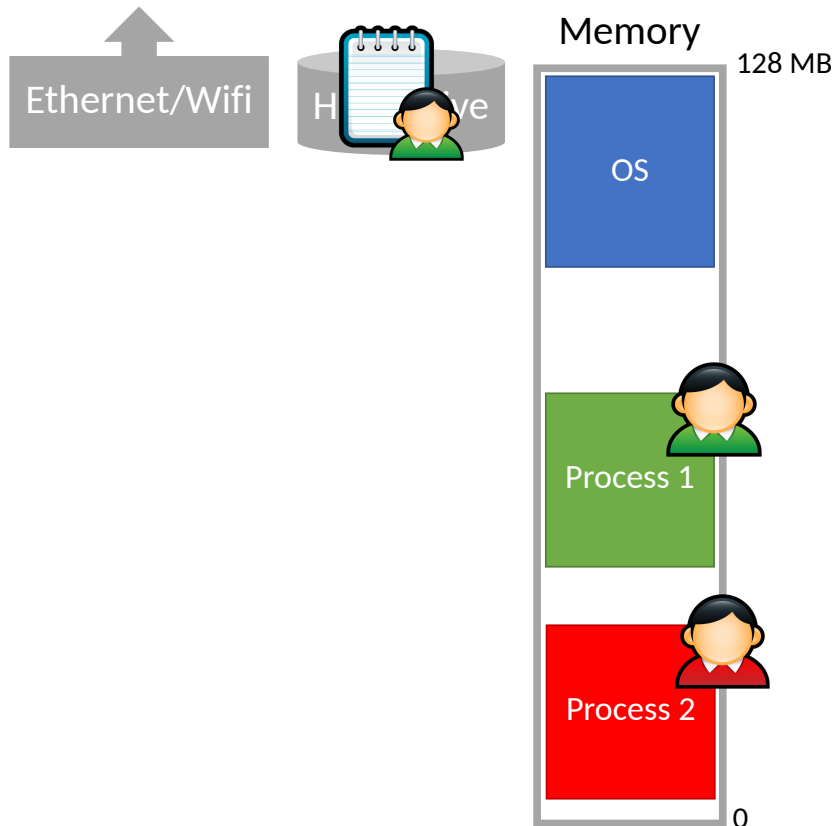 Memory
128 MB
Ethernet/Wifi
OS
Process 1
Process 2
0